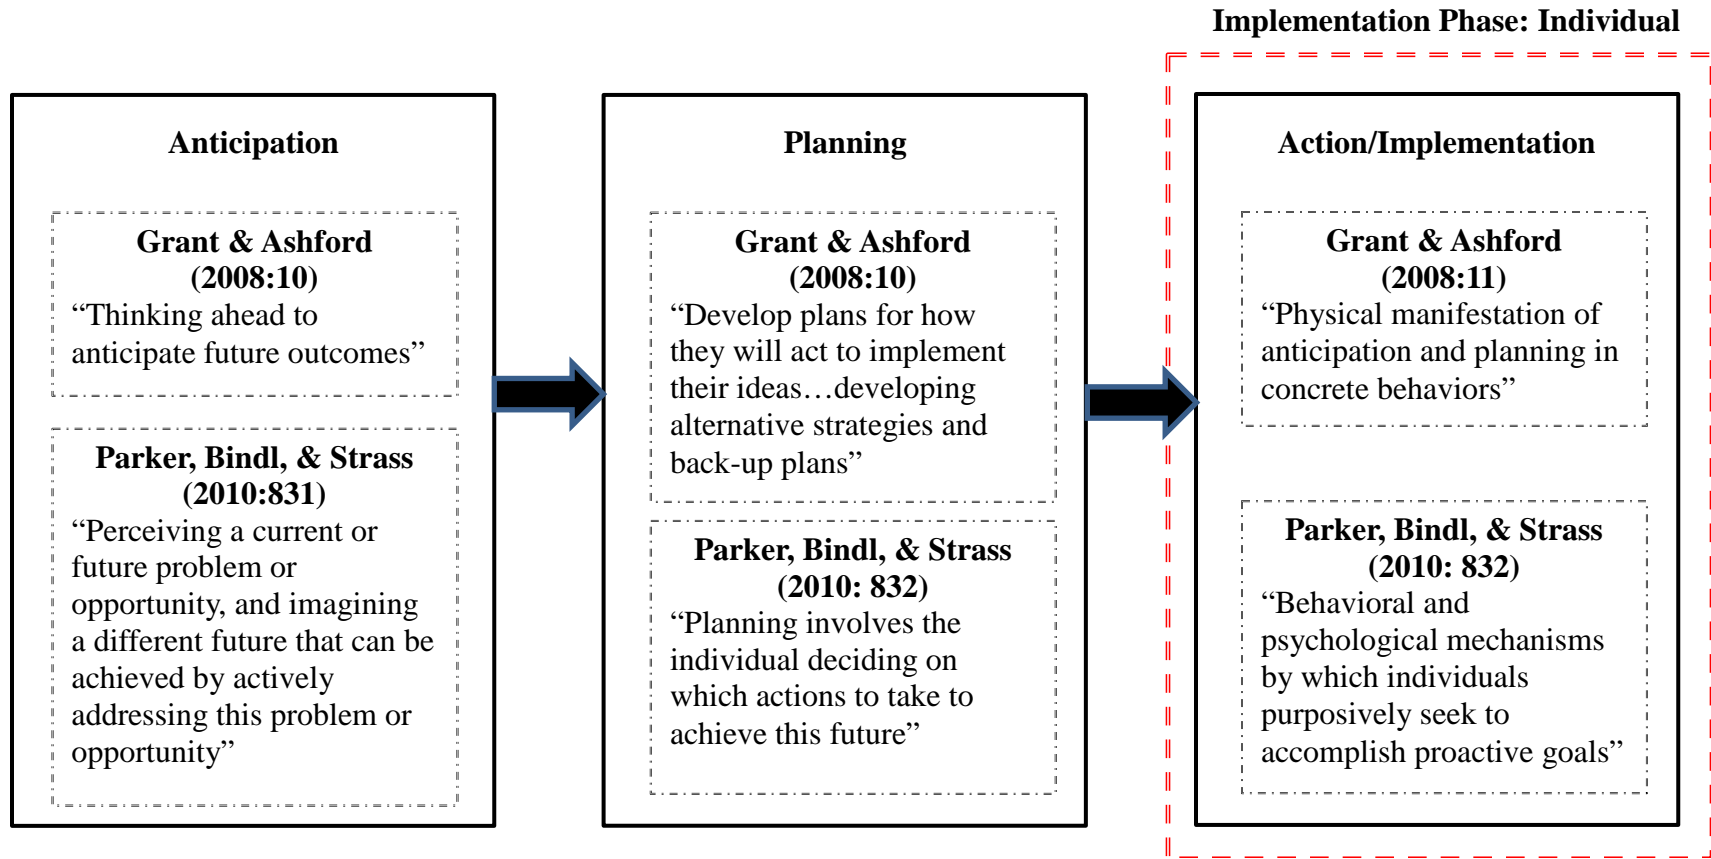 Implementation Phase: Individual
Anticipation
Grant & Ashford
(2008:10)
“Thinking ahead to
anticipate future outcomes”
Parker, Bindl, & Strass
(2010:831)
“Perceiving a current or
future problem or
opportunity, and imagining
a different future that can be
achieved by actively
addressing this problem or
opportunity”
Planning
Grant & Ashford
(2008:10)
“Develop plans for how
they will act to implement
their ideas…developing
alternative strategies and
back-up plans”
Parker, Bindl, & Strass
(2010: 832)
“Planning involves the
individual deciding on
which actions to take to
achieve this future”
Action/Implementation
Grant & Ashford
(2008:11)
“Physical manifestation of
anticipation and planning in
concrete behaviors”
Parker, Bindl, & Strass
(2010: 832)
“Behavioral and
psychological mechanisms
by which individuals
purposively seek to
accomplish proactive goals”